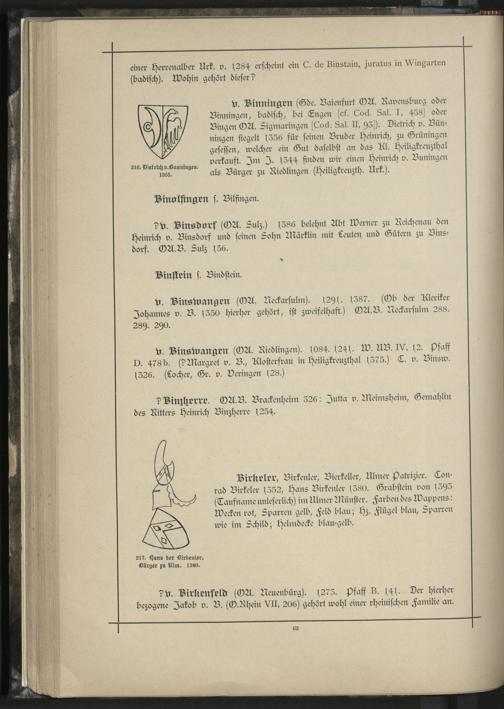 einer Herrenalber Urk. v. 1284 erscheint ein C. de Binstain, juratus in Wingarten
(badisch). Wohin gehört dieser?
v. Binningen (Gde. Baienfurt OA. Ravensburg oder
Binningen, badisch, bei Engen [cf. Cod. Sal. I, 458] oder
Bingen OA. Sigmaringen [Cod. Sal. II, 93]). Dietrich v. Bün-
ningen siegelt 1356 für seinen Bruder Heinrich, zu Grüningen
gesessen, welcher ein Gut daselbst an das Kl. Heiligkreuzthal
verkauft. Im J. 1344 finden wir einen Heinrich v. Buningen
als Bürger zu Riedlingen (Heiligkreuzth. Urk.).
216. Dietrich v. Bunningen.
1355.
Binolfingen s. Bilfingen.
?v. Binsdorf (OA. Sulz.) 1386 belehnt Abt Werner zu Reichenau den
Heinrich v. Binsdorf und seinen Sohn Märklin mit Leuten und Gütern zu Bins-
dorf. OA.B. Sulz 156.
Binstein s. Bindstein.
v. Binswangen (OA. Neckarsulm). 1291. 1387. (Ob der Kleriker
Johannes v. B. 1350 hierher gehört, ist zweifelhaft.) OA.B. Neckarsulm 288.
289. 290.
v. Binswangen (OA. Riedlingen). 1084. 1241. W. UB. IV, 12. Pfaff
D. 478b. (?Margret v. B., Klosterfrau in Heiligkreuzthal 1375.) C. v. Binsw.
1326. (Locher, Gr. v. Veringen 128.)
?Binzherre. OA.B. Brackenheim 326: Jutta v. Meimsheim, Gemahlin
des Ritters Heinrich Binzherre 1254.
Birkeler, Birkenler, Bierkeller, Ulmer Patrizier. Con-
rad Birkeler 1352, Hans Birkenler 1380. Grabstein von 1393
(Taufname unleserlich) im Ulmer Münster. Farben des Wappens:
Wecken rot, Sparren gelb, Feld blau; Hz. Flügel blau, Sparren
wie im Schild; Helmdecke blau-gelb.
217. Hans der Birkenler,
Bürger zu Ulm. 1380.
?v. Birkenfeld (OA. Neuenbürg). 1275. Pfaff B. 141. Der hierher
bezogene Jakob v. B. (O.Rhein VII, 206) gehört wohl einer rheinischen Familie an.